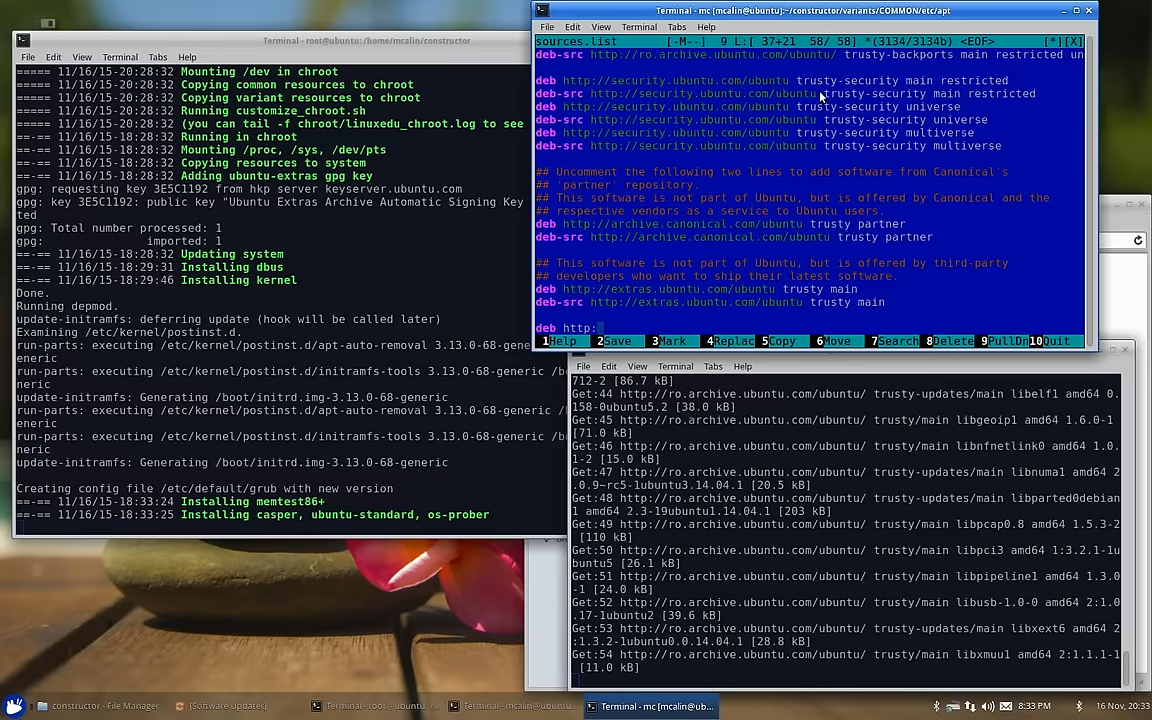 Terminal - root@ubuntu: /home/mcalin/constructor
File Edit View Terminal Tabs Help
===== 11/16/15-20:28:32 Mounting /dev in chroot
===== 11/16/15-20:28:32 Copying common resources to chroot
===== 11/16/15-20:28:32 Copying variant resources to chroot
===== 11/16/15-20:28:32 Running customize_chroot.sh
===== 11/16/15-20:28:32 (you can tail -f chroot/linuxedu_chroot.log to see
==-== 11/16/15-18:28:32 Running in chroot
==-== 11/16/15-18:28:32 Mounting /proc, /sys, /dev/pts
==-== 11/16/15-18:28:32 Copying resources to system
==-== 11/16/15-18:28:32 Adding ubuntu-extras gpg key
gpg: requesting key 3E5C1192 from hkp server keyserver.ubuntu.com
gpg: key 3E5C1192: public key "Ubuntu Extras Archive Automatic Signing Key
ted
gpg: Total number processed: 1
gpg:               imported: 1
==-== 11/16/15-18:28:32 Updating system
==-== 11/16/15-18:29:31 Installing dbus
==-== 11/16/15-18:29:46 Installing kernel
Done.
Running depmod.
update-initramfs: deferring update (hook will be called later)
Examining /etc/kernel/postinst.d.
run-parts: executing /etc/kernel/postinst.d/apt-auto-removal 3.13.0-68-generic /b
eneric
run-parts: executing /etc/kernel/postinst.d/initramfs-tools 3.13.0-68-generic /bo
neric
update-initramfs: Generating /boot/initrd.img-3.13.0-68-generic
run-parts: executing /etc/kernel/postinst.d/apt-auto-removal 3.13.0-68-generic /
eneric
run-parts: executing /etc/kernel/postinst.d/initramfs-tools 3.13.0-68-generic /bo
neric
update-initramfs: Generating /boot/initrd.img-3.13.0-68-generic
Creating config file /etc/default/grub with new version
==-== 11/16/15-18:33:24 Installing memtest86+
==-== 11/16/15-18:33:25 Installing casper, ubuntu-standard, os-prober
Terminal - mc [mcalin@ubuntu]:~/constructor/variants/COMMON/etc/apt
File Edit View Terminal Tabs Help
sources.list       [-M--]  9 L:[ 37+21  58/ 58] *(3134/3134b) <EOF>       [*][X]
deb-src http://ro.archive.ubuntu.com/ubuntu/ trusty-backports main restricted un
deb http://security.ubuntu.com/ubuntu trusty-security main restricted
deb-src http://security.ubuntu.com/ubuntu trusty-security main restricted
deb http://security.ubuntu.com/ubuntu trusty-security universe
deb-src http://security.ubuntu.com/ubuntu trusty-security universe
deb http://security.ubuntu.com/ubuntu trusty-security multiverse
deb-src http://security.ubuntu.com/ubuntu trusty-security multiverse
## Uncomment the following two lines to add software from Canonical's
## 'partner' repository.
## This software is not part of Ubuntu, but is offered by Canonical and the
## respective vendors as a service to Ubuntu users.
deb http://archive.canonical.com/ubuntu trusty partner
deb-src http://archive.canonical.com/ubuntu trusty partner
## This software is not part of Ubuntu, but is offered by third-party
## developers who want to ship their latest software.
deb http://extras.ubuntu.com/ubuntu trusty main
deb-src http://extras.ubuntu.com/ubuntu trusty main
deb http:
1Help 2Save 3Mark 4Replac 5Copy 6Move 7Search 8Delete 9PullDn 10Quit
File Edit View Terminal Tabs Help
712-2 [86.7 kB]
Get:44 http://ro.archive.ubuntu.com/ubuntu/ trusty-updates/main libelf1 amd64 0.
158-0ubuntu5.2 [38.0 kB]
Get:45 http://ro.archive.ubuntu.com/ubuntu/ trusty/main libgeoip1 amd64 1.6.0-1
[71.0 kB]
Get:46 http://ro.archive.ubuntu.com/ubuntu/ trusty/main libnfnetlink0 amd64 1.0.
1-2 [15.0 kB]
Get:47 http://ro.archive.ubuntu.com/ubuntu/ trusty-updates/main libnuma1 amd64 2
.0.9~rc5-1ubuntu3.14.04.1 [20.5 kB]
Get:48 http://ro.archive.ubuntu.com/ubuntu/ trusty-updates/main libparted0debian
1 amd64 2.3-19ubuntu1.14.04.1 [203 kB]
Get:49 http://ro.archive.ubuntu.com/ubuntu/ trusty/main libpcap0.8 amd64 1.5.3-2
[110 kB]
Get:50 http://ro.archive.ubuntu.com/ubuntu/ trusty/main libpci3 amd64 1:3.2.1-1u
buntu5 [26.1 kB]
Get:51 http://ro.archive.ubuntu.com/ubuntu/ trusty/main libpipeline1 amd64 1.3.0
-1 [24.0 kB]
Get:52 http://ro.archive.ubuntu.com/ubuntu/ trusty/main libusb-1.0-0 amd64 2:1.0
.17-1ubuntu2 [39.6 kB]
Get:53 http://ro.archive.ubuntu.com/ubuntu/ trusty-updates/main libxext6 amd64 2
:1.3.2-1ubuntu0.0.14.04.1 [28.8 kB]
Get:54 http://ro.archive.ubuntu.com/ubuntu/ trusty/main libxmuu1 amd64 2:1.1.1-1
[11.0 kB]
constructor - File Manager
[Software Updater]
Terminal - root@ubuntu: /
Terminal - mcalin@ubuntu...
Terminal - mc [mcalin@ub...
8:33 PM
16 Nov, 20:33